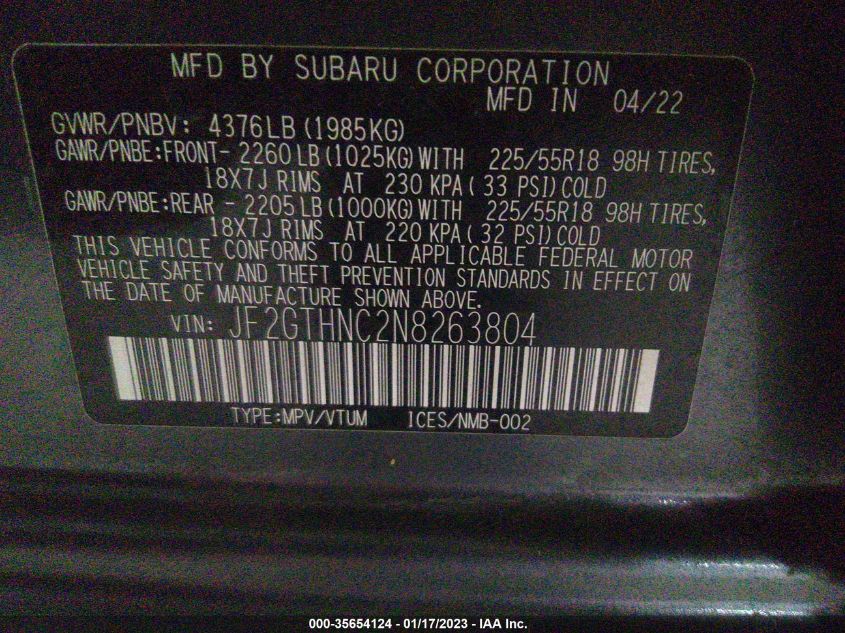 MFD BY SUBARU CORPORATION
MFD IN 04/22
GVWR/PNBV: 4376LB (1985KG)
GAWR/PNBE:FRONT- 2260 LB (1025KG) WITH 225/55R18 98H TIRES,
18X7J RIMS AT 230 KPA ( 33 PSI) COLD
GAWR/PNBE:REAR - 2205 LB (1000KG) WITH 225/55R18 98H TIRES,
18X7J RIMS AT 220 KPA ( 32 PSI) COLD
THIS VEHICLE CONFORMS TO ALL APPLICABLE FEDERAL MOTOR
VEHICLE SAFETY AND THEFT PREVENTION STANDARDS IN EFFECT ON
THE DATE OF MANUFACTURE SHOWN ABOVE.
VIN: JF2GTHNC2N8263804
TYPE:MPV/VTUM ICES/NMB-002
000-35654124 - 01/17/2023 - IAA Inc.